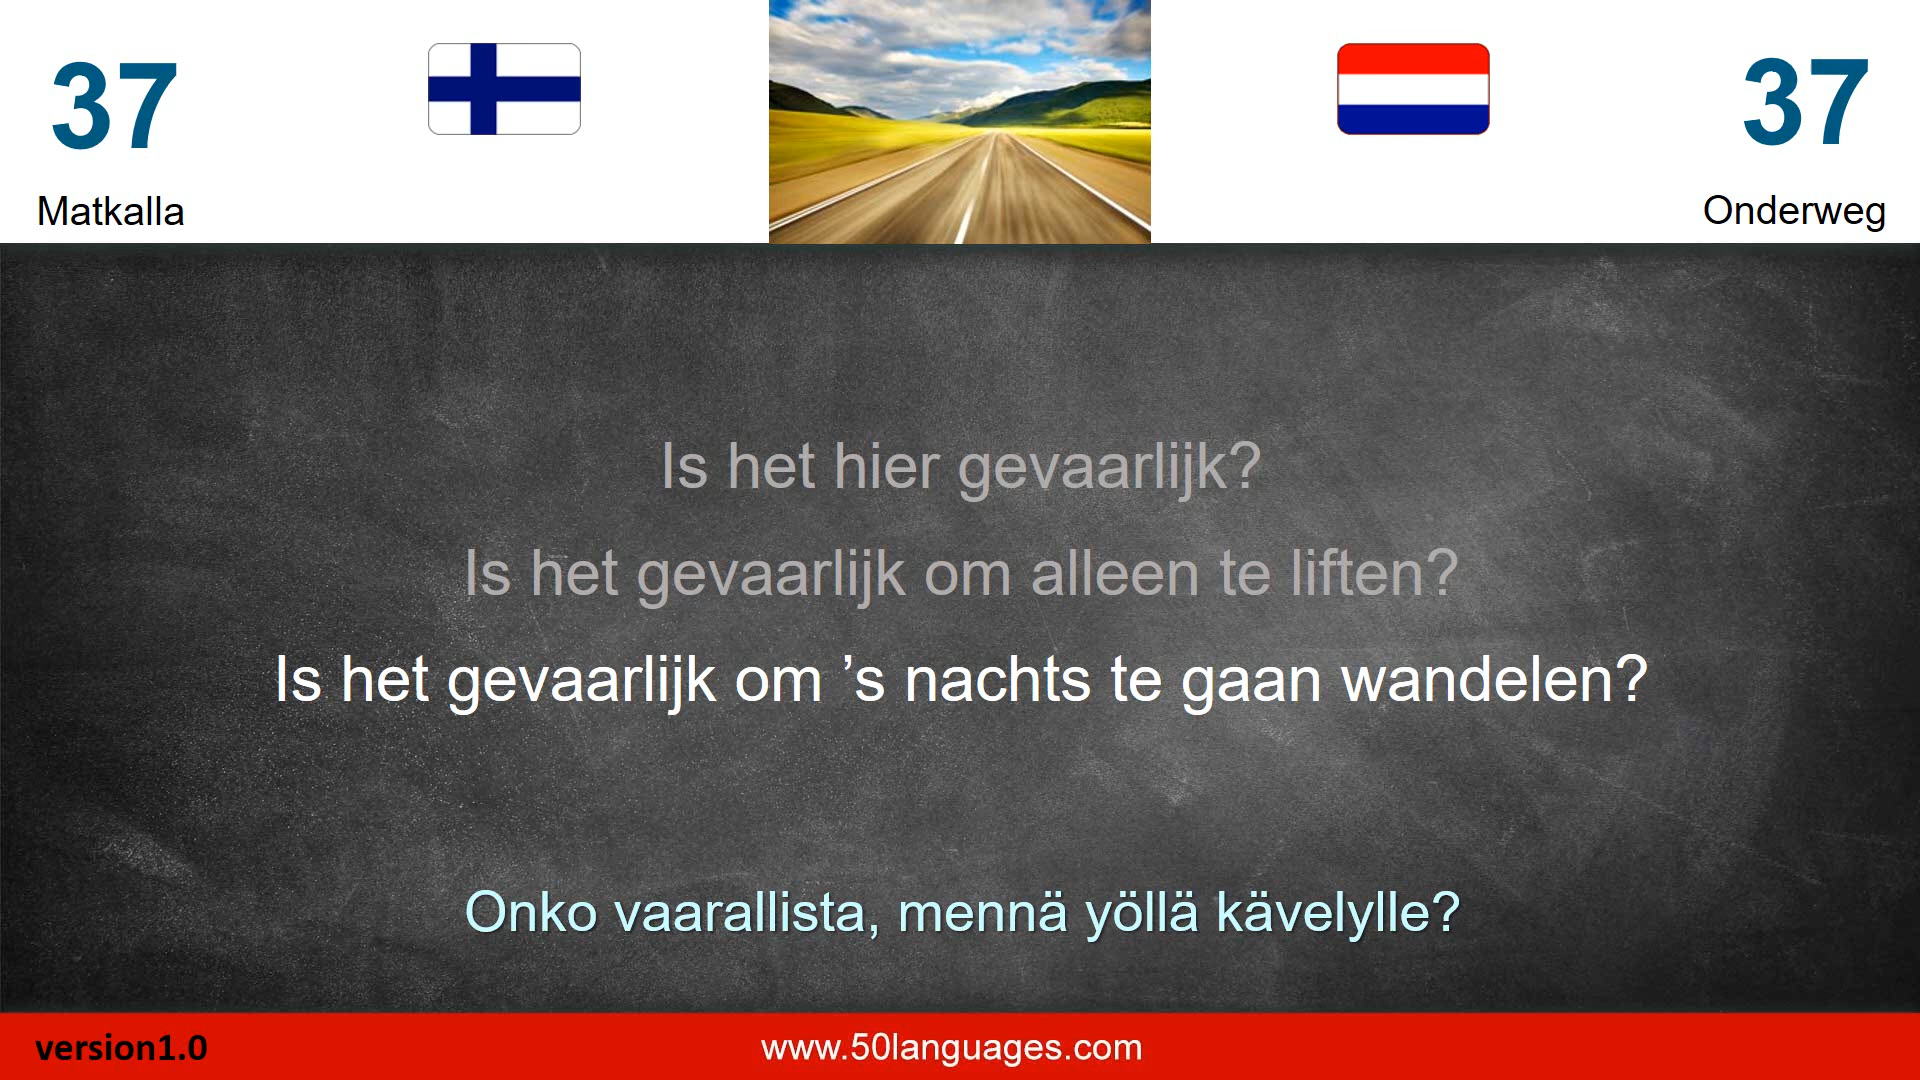 37
37
Matkalla
Onderweg
Is het hier gevaarlijk?
Is het gevaarlijk om alleen te liften?
Is het gevaarlijk om ’s nachts te gaan wandelen?
Onko vaarallista, mennä yöllä kävelylle?
version1.0
www.50languages.com